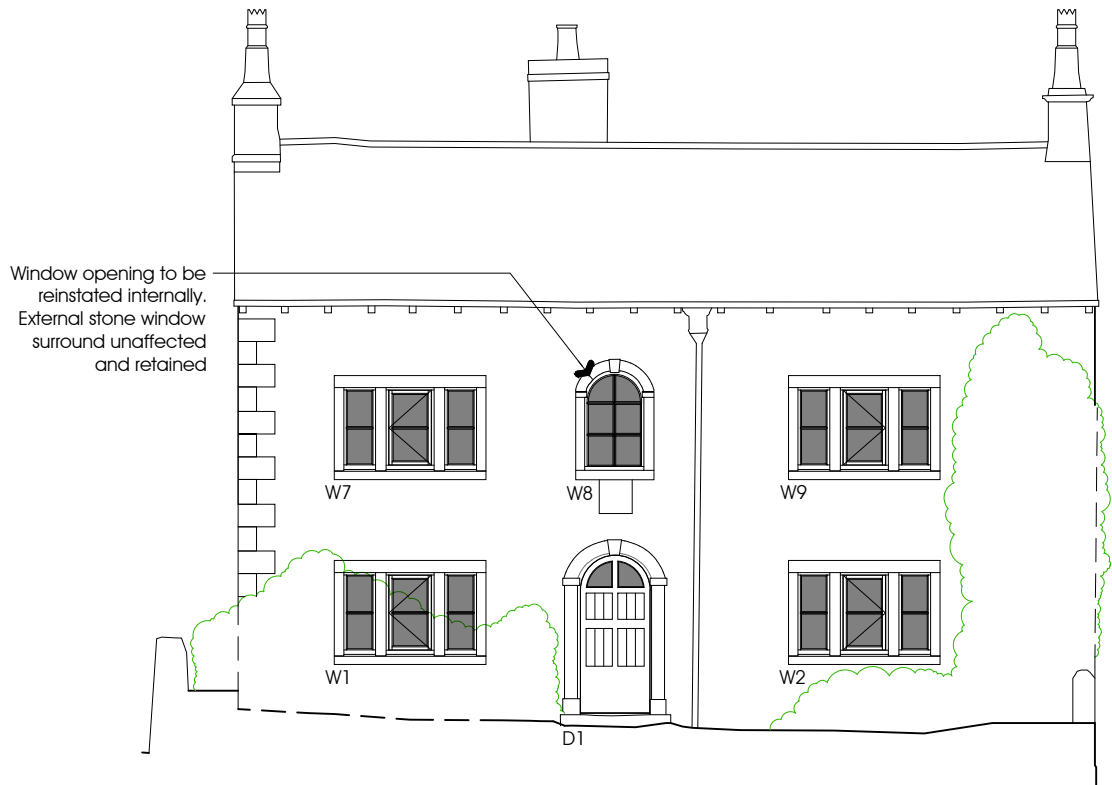 Window opening to be
reinstated internally.
External stone window
surround unaffected
and retained
W7
W8
W9
W1
W2
D1